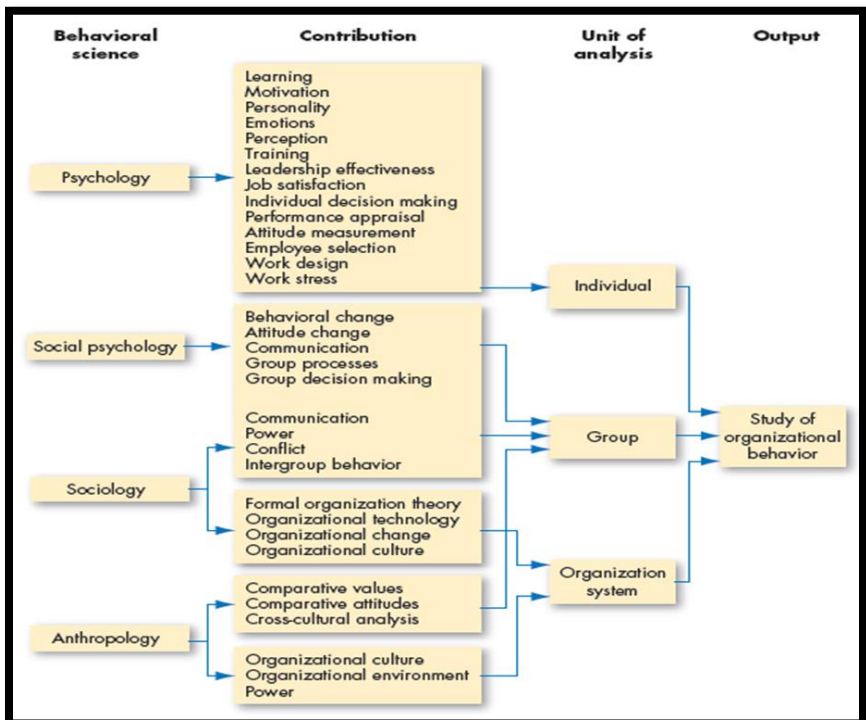 Behavioral
science
Contribution
Unit of
analysis
Output
Psychology
Learning
Motivation
Personality
Emotions
Perception
Training
Leadership effectiveness
Job satisfaction
Individual decision making
Performance appraisal
Attitude measurement
Employee selection
Work design
Work stress
Individual
Social psychology
Behavioral change
Attitude change
Communication
Group processes
Group decision making
Communication
Power
Conflict
Intergroup behavior
Group
Study of
organizational
behavior
Sociology
Formal organization theory
Organizational technology
Organizational change
Organizational culture
Organization
system
Anthropology
Comparative values
Comparative attitudes
Cross-cultural analysis
Organizational culture
Organizational environment
Power